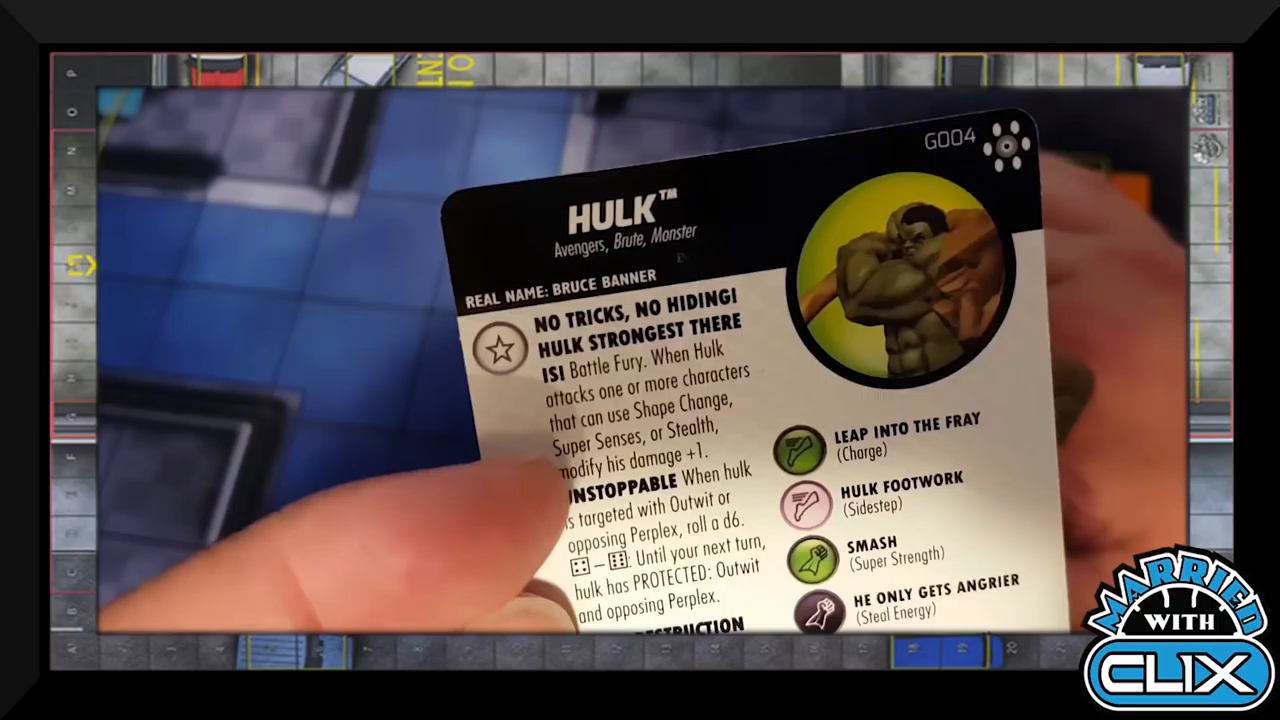 G004
HULK™
Avengers, Brute, Monster
REAL NAME: BRUCE BANNER
NO TRICKS, NO HIDING!
HULK STRONGEST THERE
IS! Battle Fury. When Hulk
attacks one or more characters
that can use Shape Change,
Super Senses, or Stealth,
modify his damage +1.
UNSTOPPABLE When hulk
is targeted with Outwit or
opposing Perplex, roll a d6.
: Until your next turn,
hulk has PROTECTED: Outwit
and opposing Perplex.
LEAP INTO THE FRAY
(Charge)
HULK FOOTWORK
(Sidestep)
SMASH
(Super Strength)
HE ONLY GETS ANGRIER
(Steal Energy)
MARRIED
WITH
CLIX